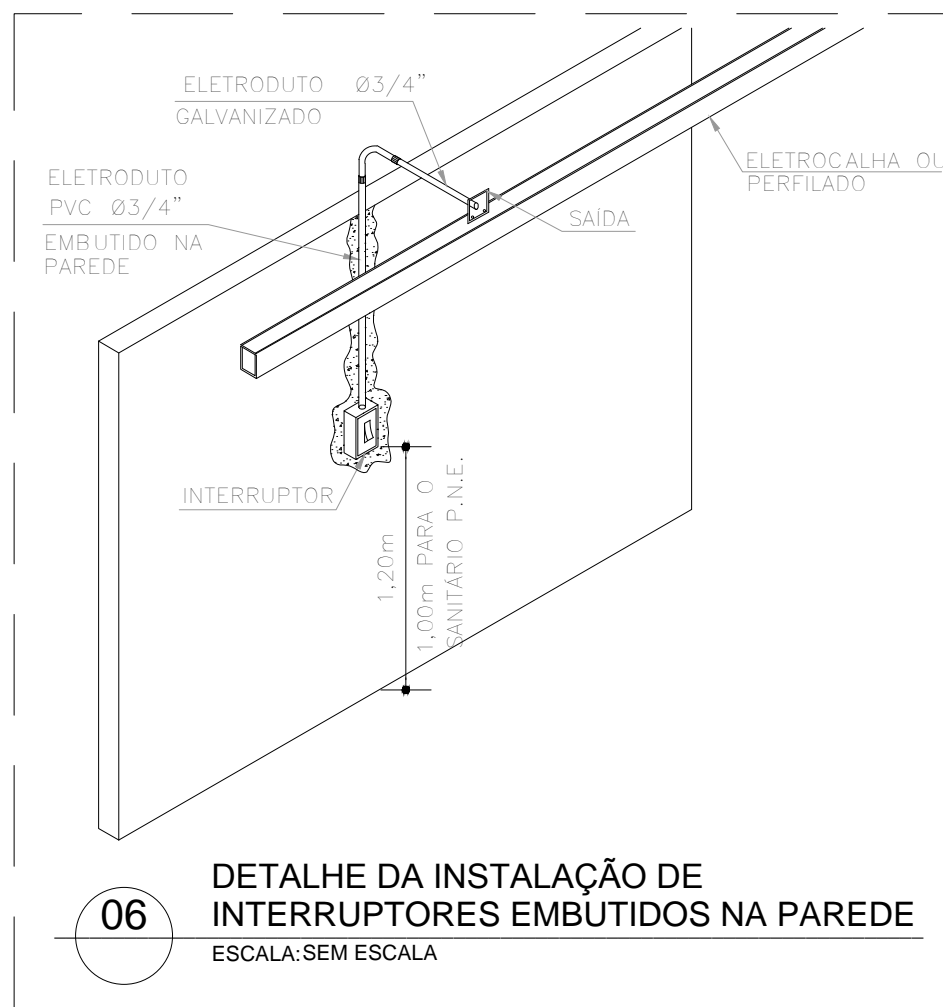 ELETRODUTO Ø3/4"
GALVANIZADO
ELETRODUTO
PVC Ø3/4"
EMBUTIDO NA
PAREDE
ELETROCALHA OU
PERFILADO
SAÍDA
INTERRUPTOR
1,20m
1,00m PARA O
SANITÁRIO P.N.E.
06
DETALHE DA INSTALAÇÃO DE
INTERRUPTORES EMBUTIDOS NA PAREDE
ESCALA: SEM ESCALA